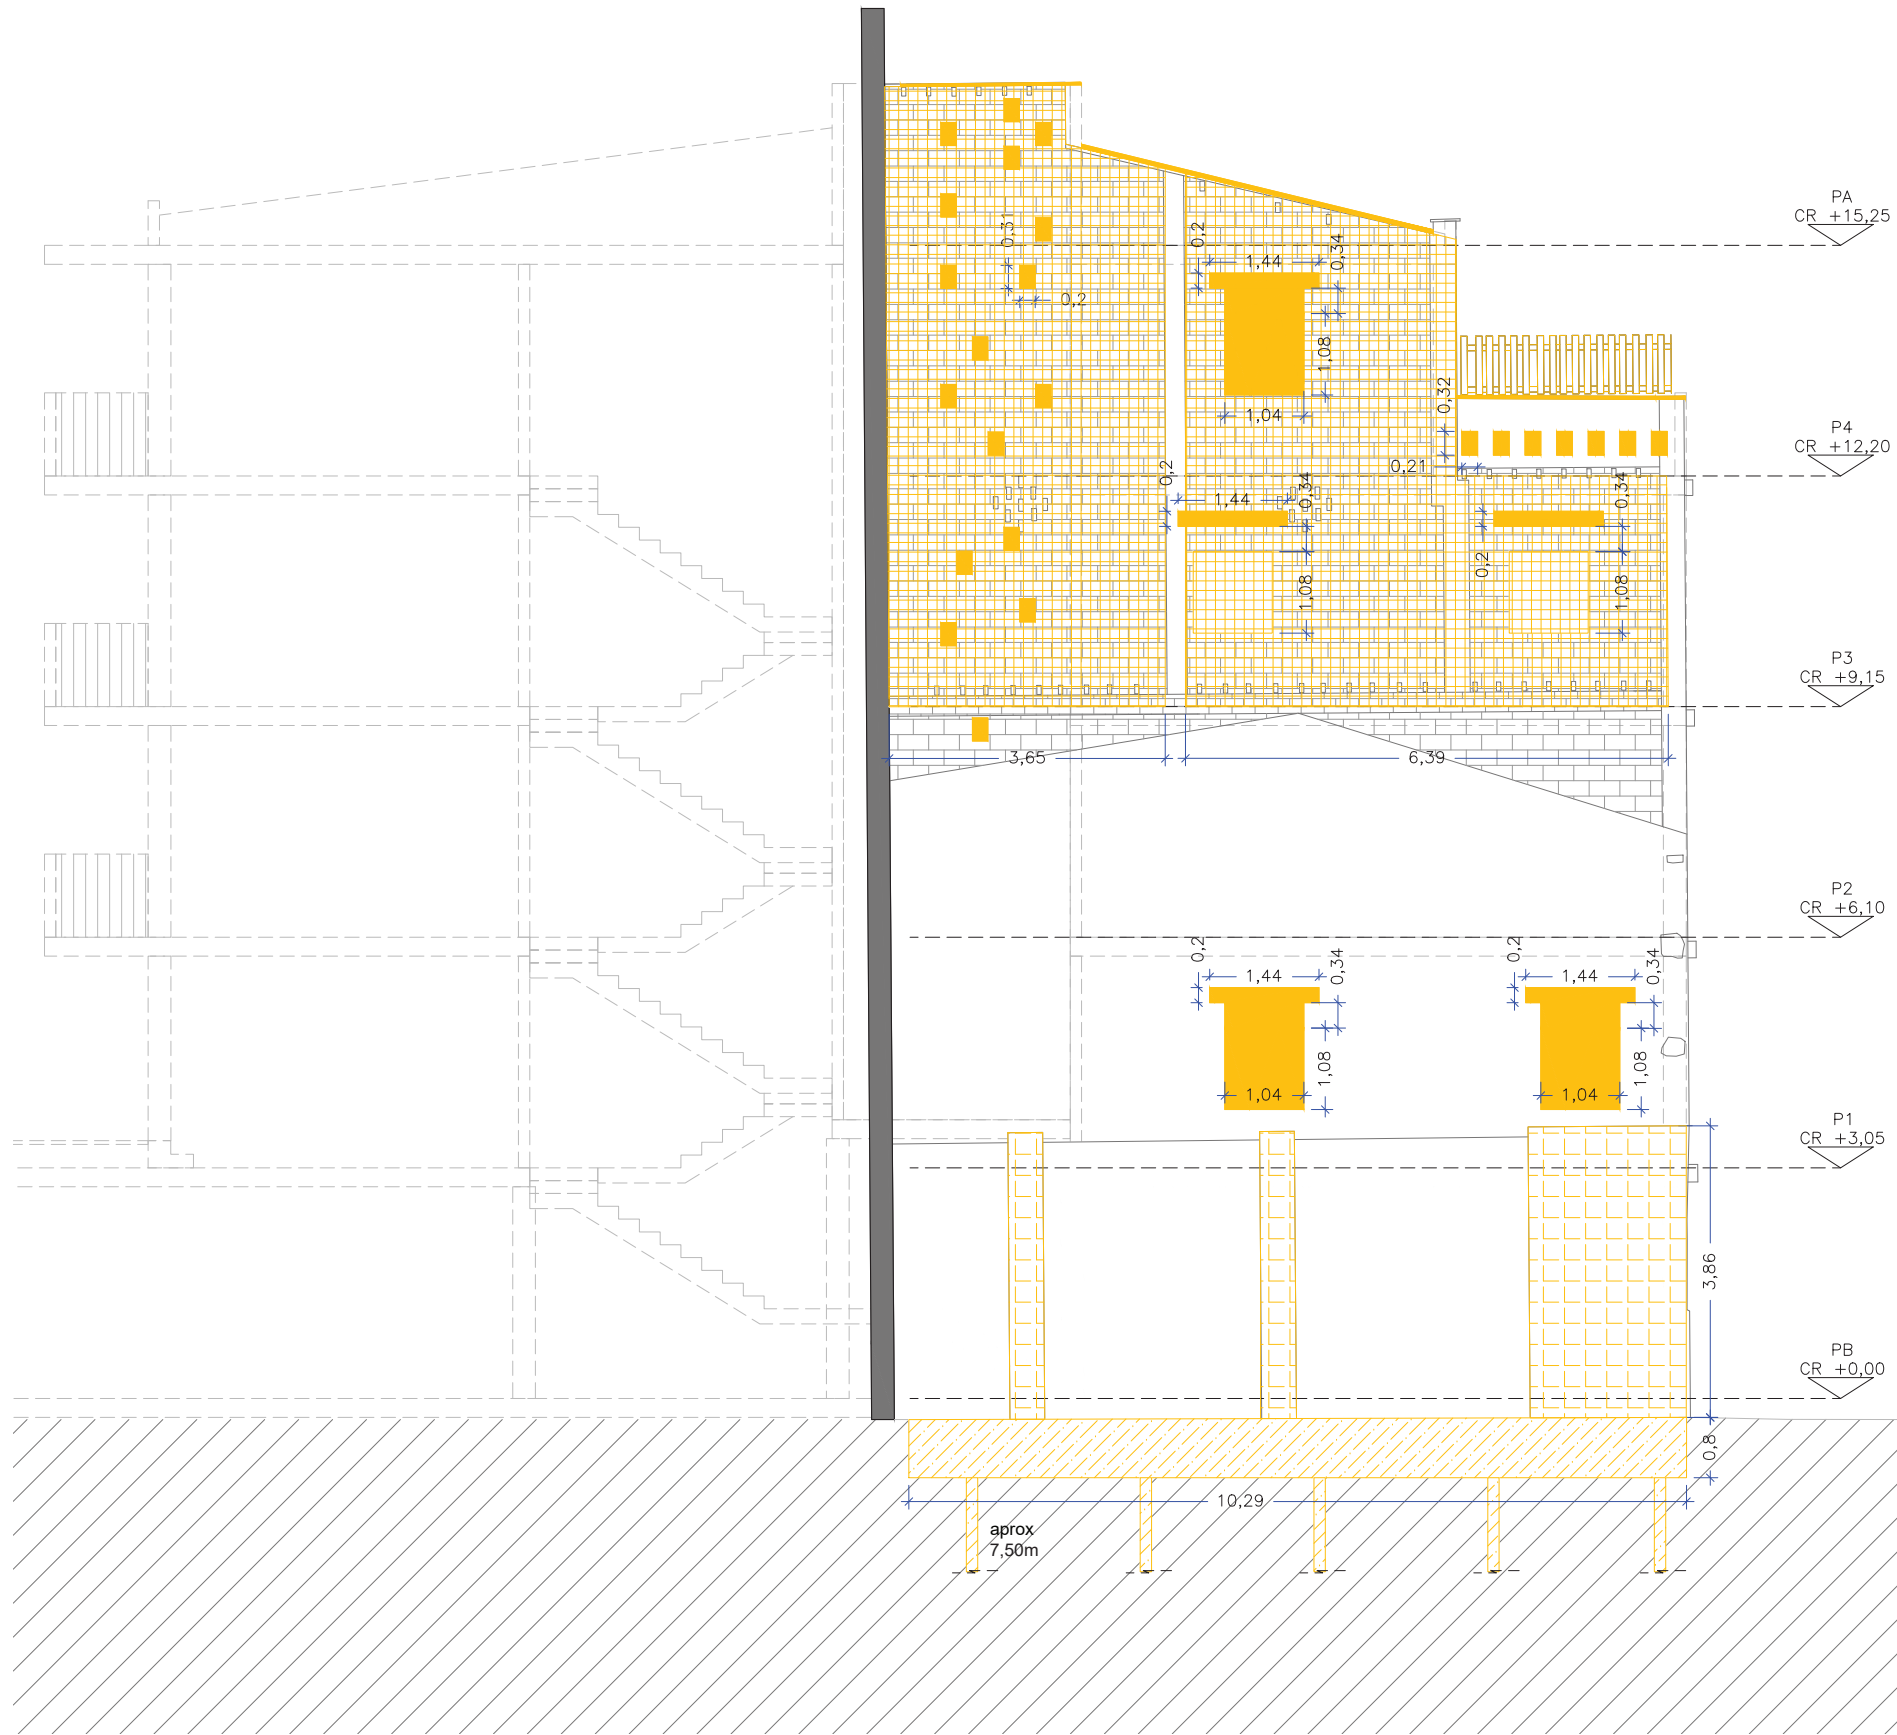 PA
CR +15,25
0,31
0,2
0,2
1,44
0,34
1,08
1,04
0,32
P4
CR +12,20
0,21
0,2
1,44
0,34
0,34
1,08
0,2
1,08
P3
CR +9,15
3,65
6,39
P2
CR +6,10
0,2
1,44
0,34
0,2
1,44
0,34
1,08
1,04
1,08
1,04
P1
CR +3,05
3,86
PB
CR +0,00
0,8
10,29
aprox
7,50m